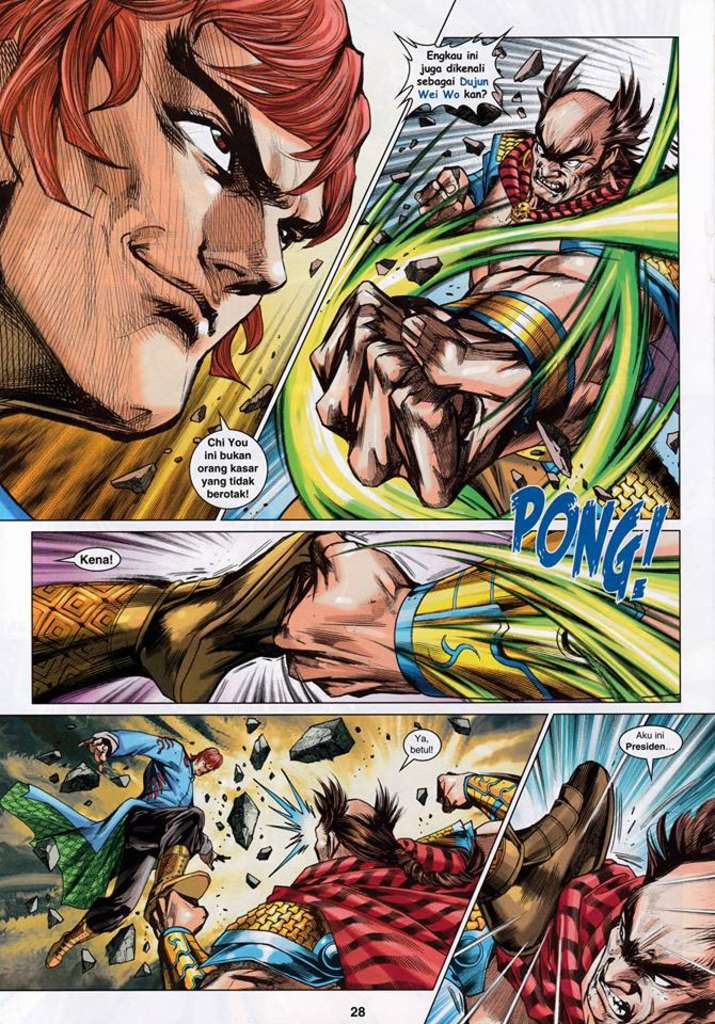 Engkau ini
juga dikenali
sebagai Dujun
Wei Wo kan?
Chi You
ini bukan
orang kasar
yang tidak
berotak!
PONG!
Kena!
Ya,
betul!
Aku ini
Presiden...
28